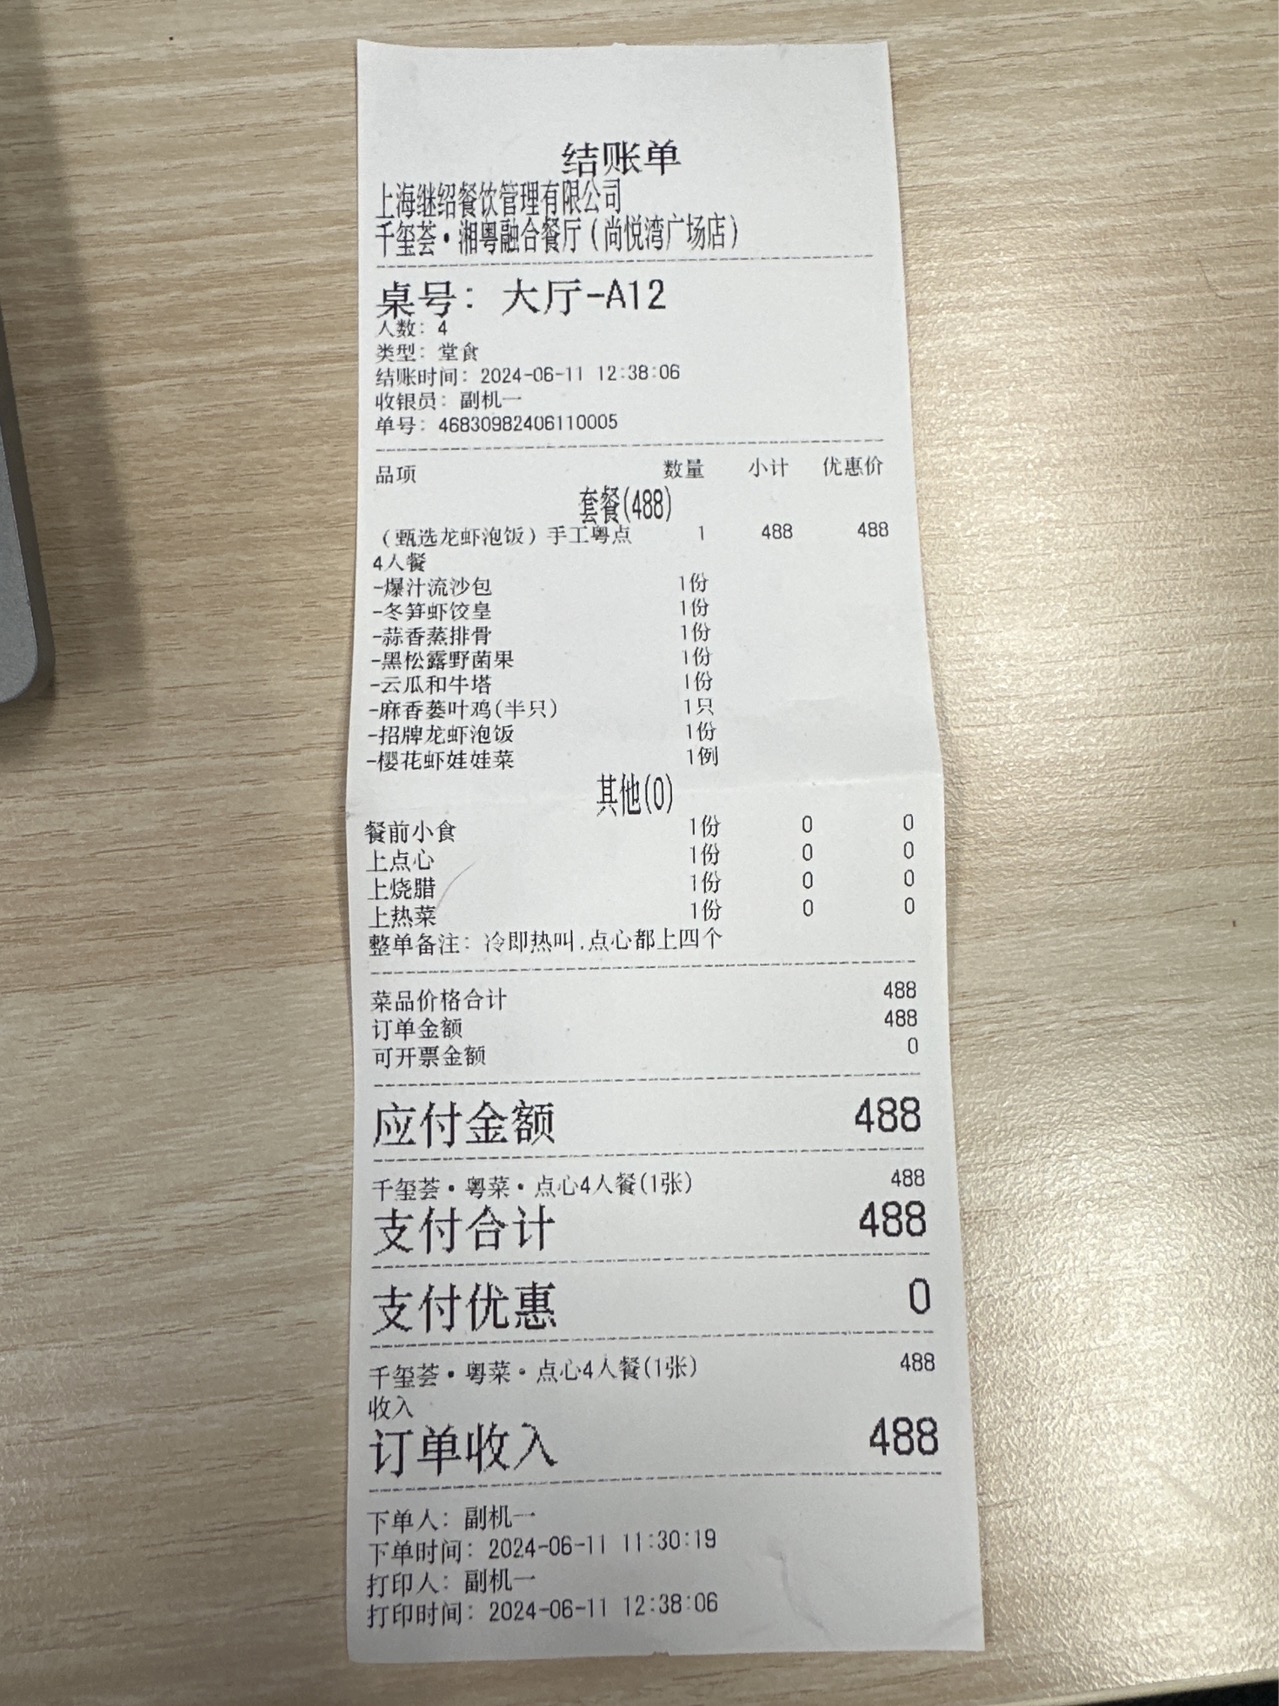 结账单
上海继绍餐饮管理有限公司
千玺荟·湘粤融合餐厅(尚悦湾广场店)
桌号: 大厅-A12
人数: 4
类型: 堂食
结账时间: 2024-06-11 12:38:06
收银员: 副机一
单号: 46830982406110005
品项 数量 小计 优惠价
套餐(488)
(甄选龙虾泡饭)手工粤点 1 488 488
4人餐
-爆汁流沙包 1份
-冬笋虾饺皇 1份
-蒜香蒸排骨 1份
-黑松露野菌果 1份
-云瓜和牛塔 1份
-麻香蒌叶鸡(半只) 1只
-招牌龙虾泡饭 1份
-樱花虾娃娃菜 1例
其他(0)
餐前小食 1份 0 0
上点心 1份 0 0
上烧腊 1份 0 0
上热菜 1份 0 0
整单备注: 冷即热叫.点心都上四个
菜品价格合计 488
订单金额 488
可开票金额 0
应付金额 488
千玺荟·粤菜·点心4人餐(1张) 488
支付合计 488
支付优惠 0
千玺荟·粤菜·点心4人餐(1张) 488
收入
订单收入 488
下单人: 副机一
下单时间: 2024-06-11 11:30:19
打印人: 副机一
打印时间: 2024-06-11 12:38:06